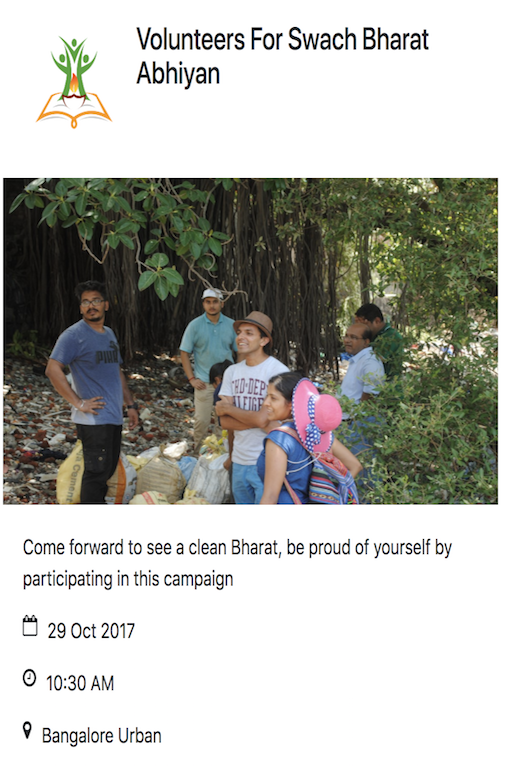 Volunteers For Swach Bharat
Abhiyan
Come forward to see a clean Bharat, be proud of yourself by
participating in this campaign
29 Oct 2017
10:30 AM
Bangalore Urban